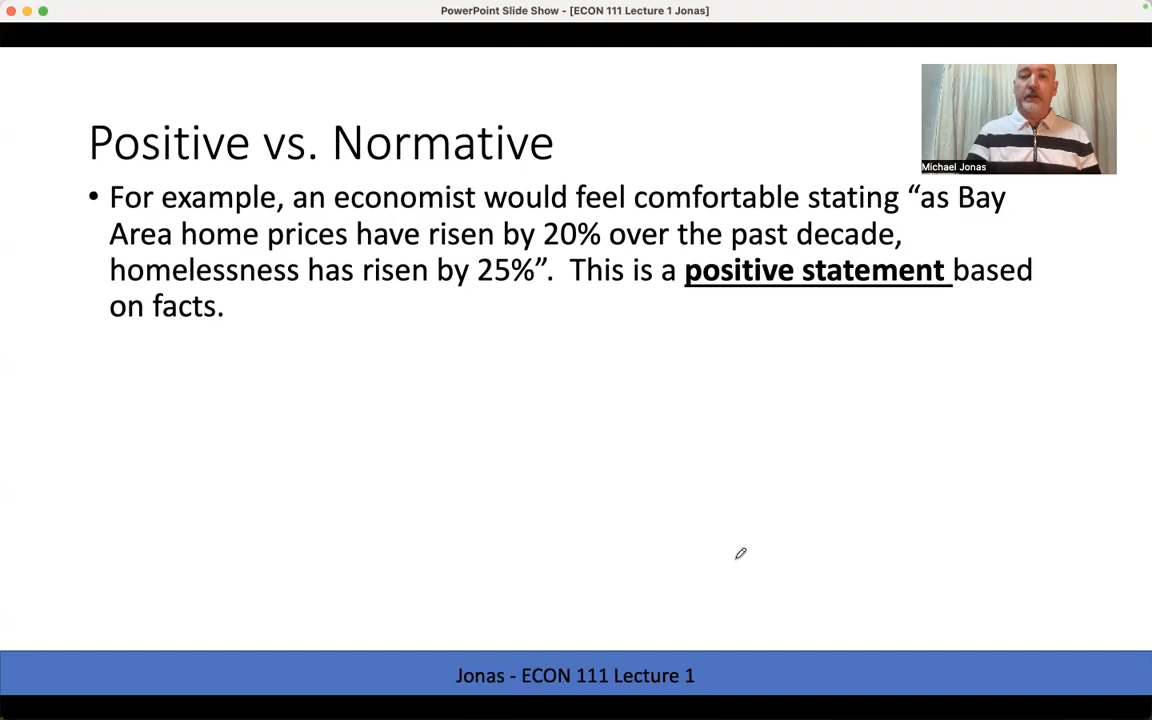 PowerPoint Slide Show - [ECON 111 Lecture 1 Jonas]
Michael Jonas
Positive vs. Normative
• For example, an economist would feel comfortable stating “as Bay
Area home prices have risen by 20% over the past decade,
homelessness has risen by 25%”.  This is a positive statement based
on facts.
Jonas - ECON 111 Lecture 1